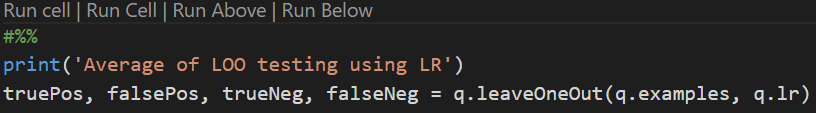 Run cell | Run Cell | Run Above | Run Below
#%%
print('Average of LOO testing using LR')
truePos, falsePos, trueNeg, falseNeg = q.leaveOneOut(q.examples, q.lr)